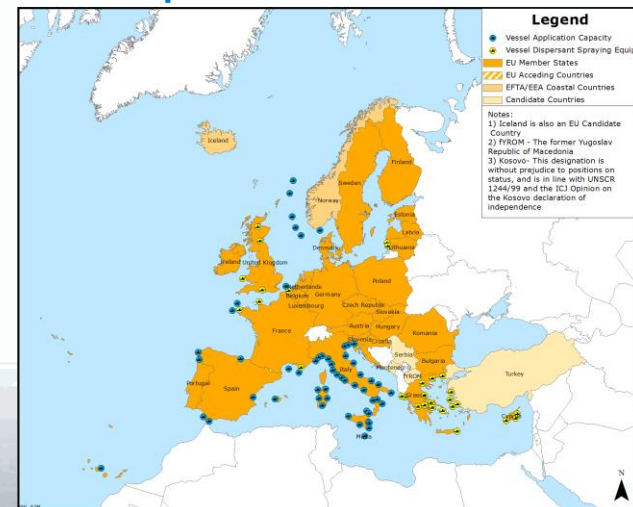 Legend
Vessel Application Capacity
Vessel Dispersant Spraying Equip
EU Member States
EU Acceding Countries
EFTA/EEA Coastal Countries
Candidate Countries
Notes:
1) Iceland is also an EU Candidate
Country
2) fYROM - The former Yugoslav
Republic of Macedonia
3) Kosovo- This designation is
without prejudice to positions on
status, and is in line with UNSCR
1244/99 and the ICJ Opinion on
the Kosovo declaration of
independence
Iceland
Finland
Sweden
Norway
Estonia
Latvia
Lithuania
Denmark
Ireland
United Kingdom
Netherlands
Belgium
Germany
Poland
Luxembourg
Czech Republic
Slovakia
France
Austria
Hungary
Slovenia
Croatia
Romania
Serbia
Montenegro
Bulgaria
Italy
fYROM
Portugal
Spain
Turkey
Malta
N